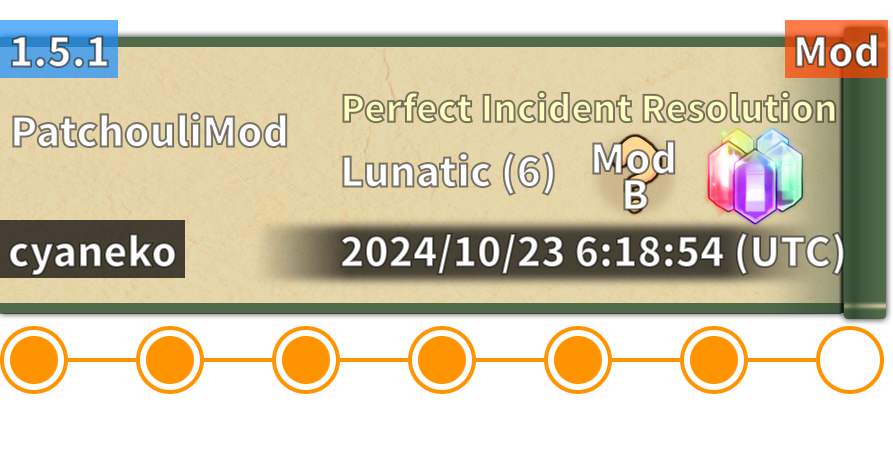 1.5.1
Mod
PatchouliMod
Perfect Incident Resolution
Lunatic (6)
Mod
B
cyaneko
2024/10/23 6:18:54 (UTC)